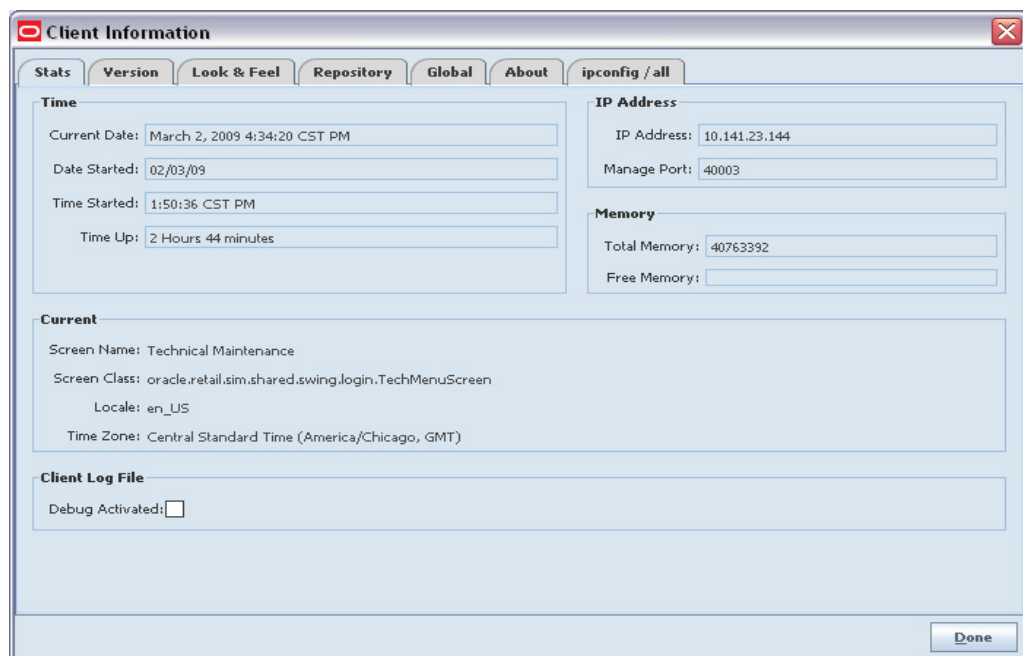 Client Information
Stats Version Look & Feel Repository Global About ipconfig / all
Time
Current Date: March 2, 2009 4:34:20 CST PM
Date Started: 02/03/09
Time Started: 1:50:36 CST PM
Time Up: 2 Hours 44 minutes
IP Address
IP Address: 10.141.23.144
Manage Port: 40003
Memory
Total Memory: 40763392
Free Memory:
Current
Screen Name: Technical Maintenance
Screen Class: oracle.retail.sim.shared.swing.login.TechMenuScreen
Locale: en_US
Time Zone: Central Standard Time (America/Chicago, GMT)
Client Log File
Debug Activated:
Done